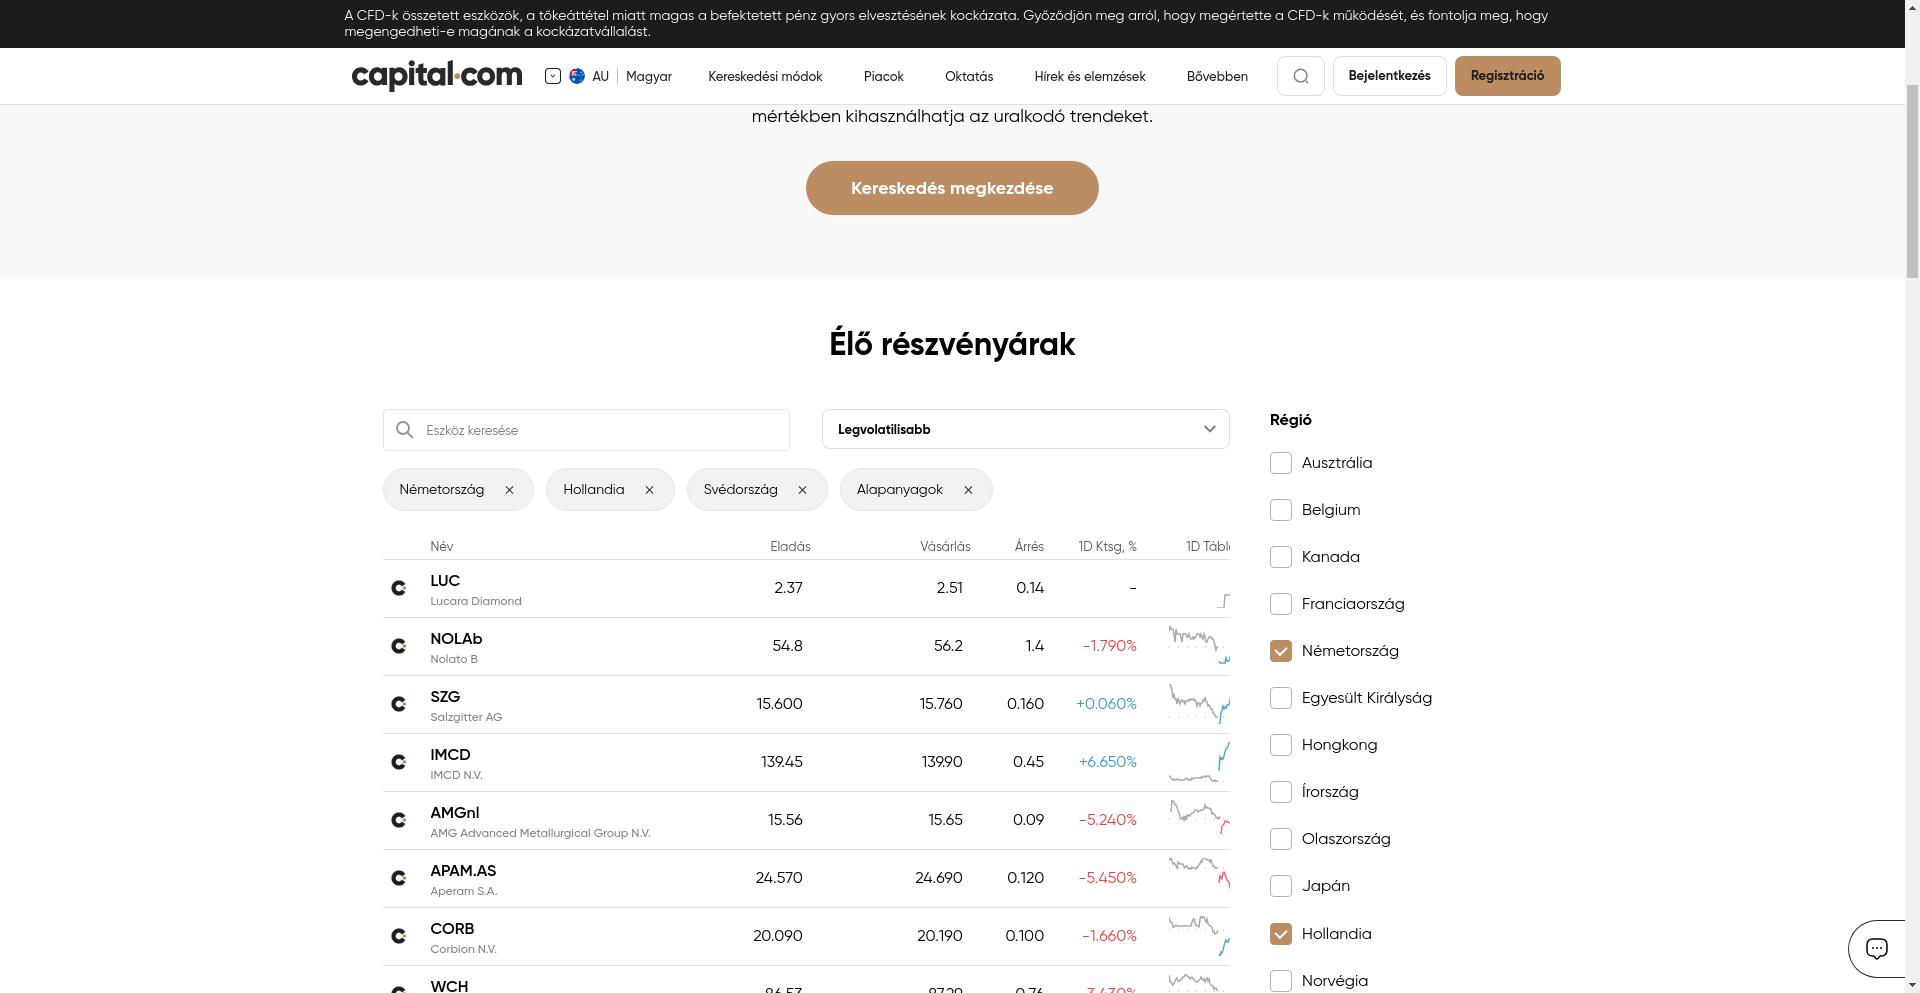 A CFD-k összetett eszközök, a tőkeáttétel miatt magas a befektetett pénz gyors elvesztésének kockázata. Győződjön meg arról, hogy megértette a CFD-k működését, és fontolja meg, hogy
megengedheti-e magának a kockázatvállalást.
capital.com
AU
Magyar
Kereskedési módok
Piacok
Oktatás
Hírek és elemzések
Bővebben
Bejelentkezés
Regisztráció
mértékben kihasználhatja az uralkodó trendeket.
Kereskedés megkezdése
Élő részvényárak
Eszköz keresése
Legvolatilisabb
Németország
Hollandia
Svédország
Alapanyagok
Név Eladás Vásárlás Árrés 1D Ktsg, %
LUC 2.37 2.51 0.14 -
Lucara Diamond
NOLAb 54.8 56.2 1.4 -1.790%
Nolato B
SZG 15.600 15.760 0.160 +0.060%
Salzgitter AG
IMCD 139.45 139.90 0.45 +6.650%
IMCD N.V.
AMGnl 15.56 15.65 0.09 -5.240%
AMG Advanced Metallurgical Group N.V.
APAM.AS 24.570 24.690 0.120 -5.450%
Aperam S.A.
CORB 20.090 20.190 0.100 -1.660%
Corbion N.V.
WCH
Régió
Ausztrália
Belgium
Kanada
Franciaország
Németország
Egyesült Királyság
Hongkong
Írország
Olaszország
Japán
Hollandia
Norvégia